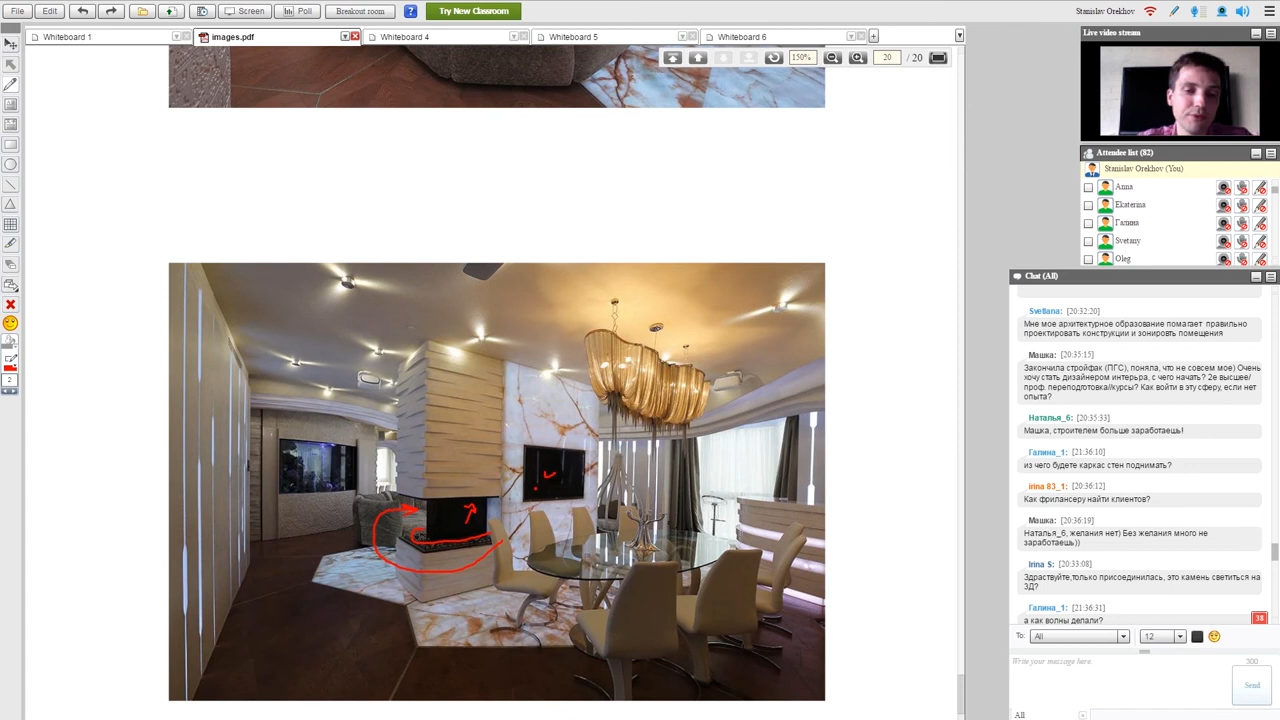 File
Edit
Screen
Poll
Breakout room
?
Try New Classroom
Stanislav Orekhov
Whiteboard 1
images.pdf
Whiteboard 4
Whiteboard 5
Whiteboard 6
150%
20
/ 20
Live video stream
Attendee list (82)
Stanislav Orekhov (You)
Anna
Ekaterina
Галина
Svetany
Oleg
Chat (All)
Svetlana: [20:32:20]
Мне мое архитектурное образование помагает правильно
проектировать конструкции и зонировть помещения
Машка: [20:35:15]
Закончила стройфак (ПГС), поняла, что не совсем мое) Очень
хочу стать дизайнером интерьра, с чего начать? 2е высшее/
проф. переподготовка//курсы? Как войти в эту сферу, если нет
опыта?
Наталья_6: [20:35:33]
Машка, строителем больше заработаешь!
Галина_1: [21:36:10]
из чего будете каркас стен поднимать?
irina 83_1: [20:36:12]
Как фрилансеру найти клиентов?
Машка: [20:36:19]
Наталья_6, желания нет) Без желания много не
заработаешь))
Irina S: [20:33:08]
Здраствуйте,только присоединилась, это камень светиться на
3Д?
Галина_1: [21:36:31]
а как волны делали?
38
To:
All
12
Write your message here.
300
Send
All
2